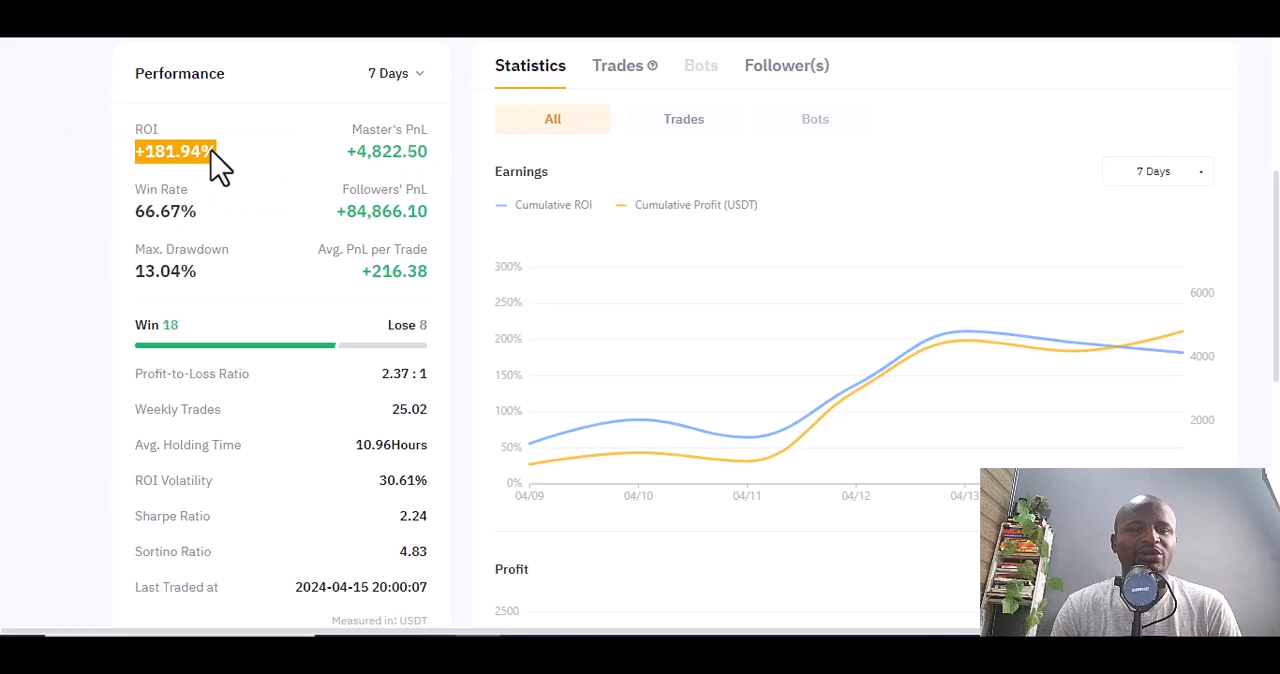 Performance
7 Days
ROI
Master's PnL
+181.94%
+4,822.50
Win Rate
Followers' PnL
66.67%
+84,866.10
Max. Drawdown
Avg. PnL per Trade
13.04%
+216.38
Win 18
Lose 8
Profit-to-Loss Ratio
2.37 : 1
Weekly Trades
25.02
Avg. Holding Time
10.96Hours
ROI Volatility
30.61%
Sharpe Ratio
2.24
Sortino Ratio
4.83
Last Traded at
2024-04-15 20:00:07
Measured in: USDT
Statistics
Trades
Bots
Follower(s)
All
Trades
Bots
Earnings
7 Days
Cumulative ROI
Cumulative Profit (USDT)
300%
250%
200%
150%
100%
50%
0%
6000
4000
2000
04/09
04/10
04/11
04/12
04/13
Profit
2500